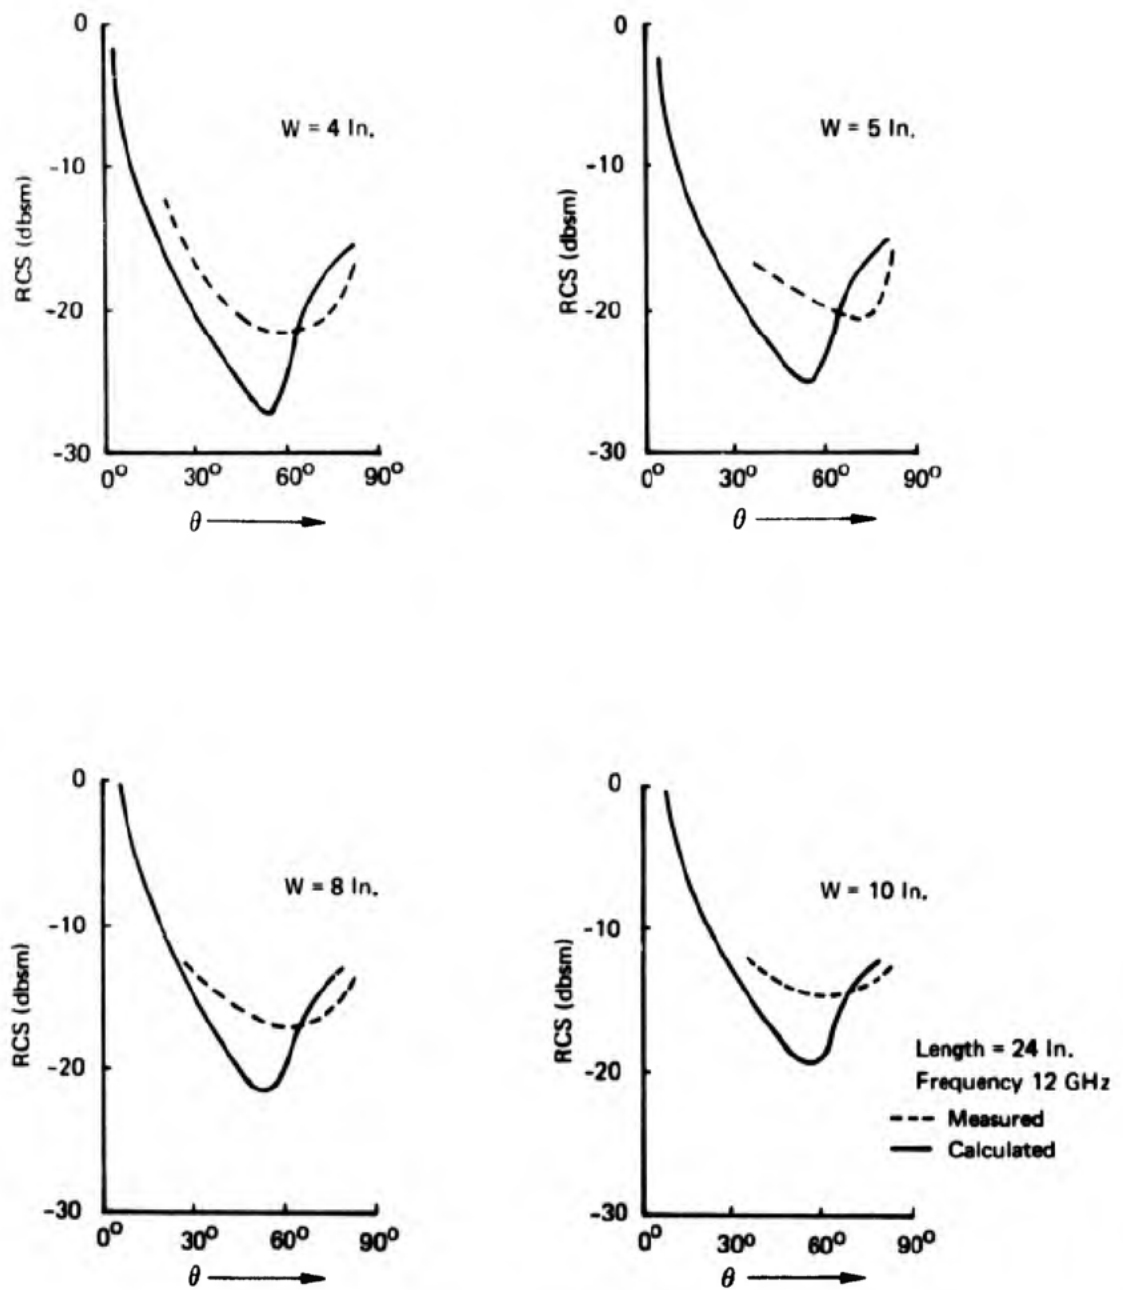 0
-10
-20
-30
RCS (dbsm)
W = 4 In.
0° 30° 60° 90°
θ
0
-10
-20
-30
RCS (dbsm)
W = 5 In.
0° 30° 60° 90°
θ
0
-10
-20
-30
RCS (dbsm)
W = 8 In.
0° 30° 60° 90°
θ
0
-10
-20
-30
RCS (dbsm)
W = 10 In.
0° 30° 60° 90°
θ
Length = 24 In.
Frequency 12 GHz
Measured
Calculated